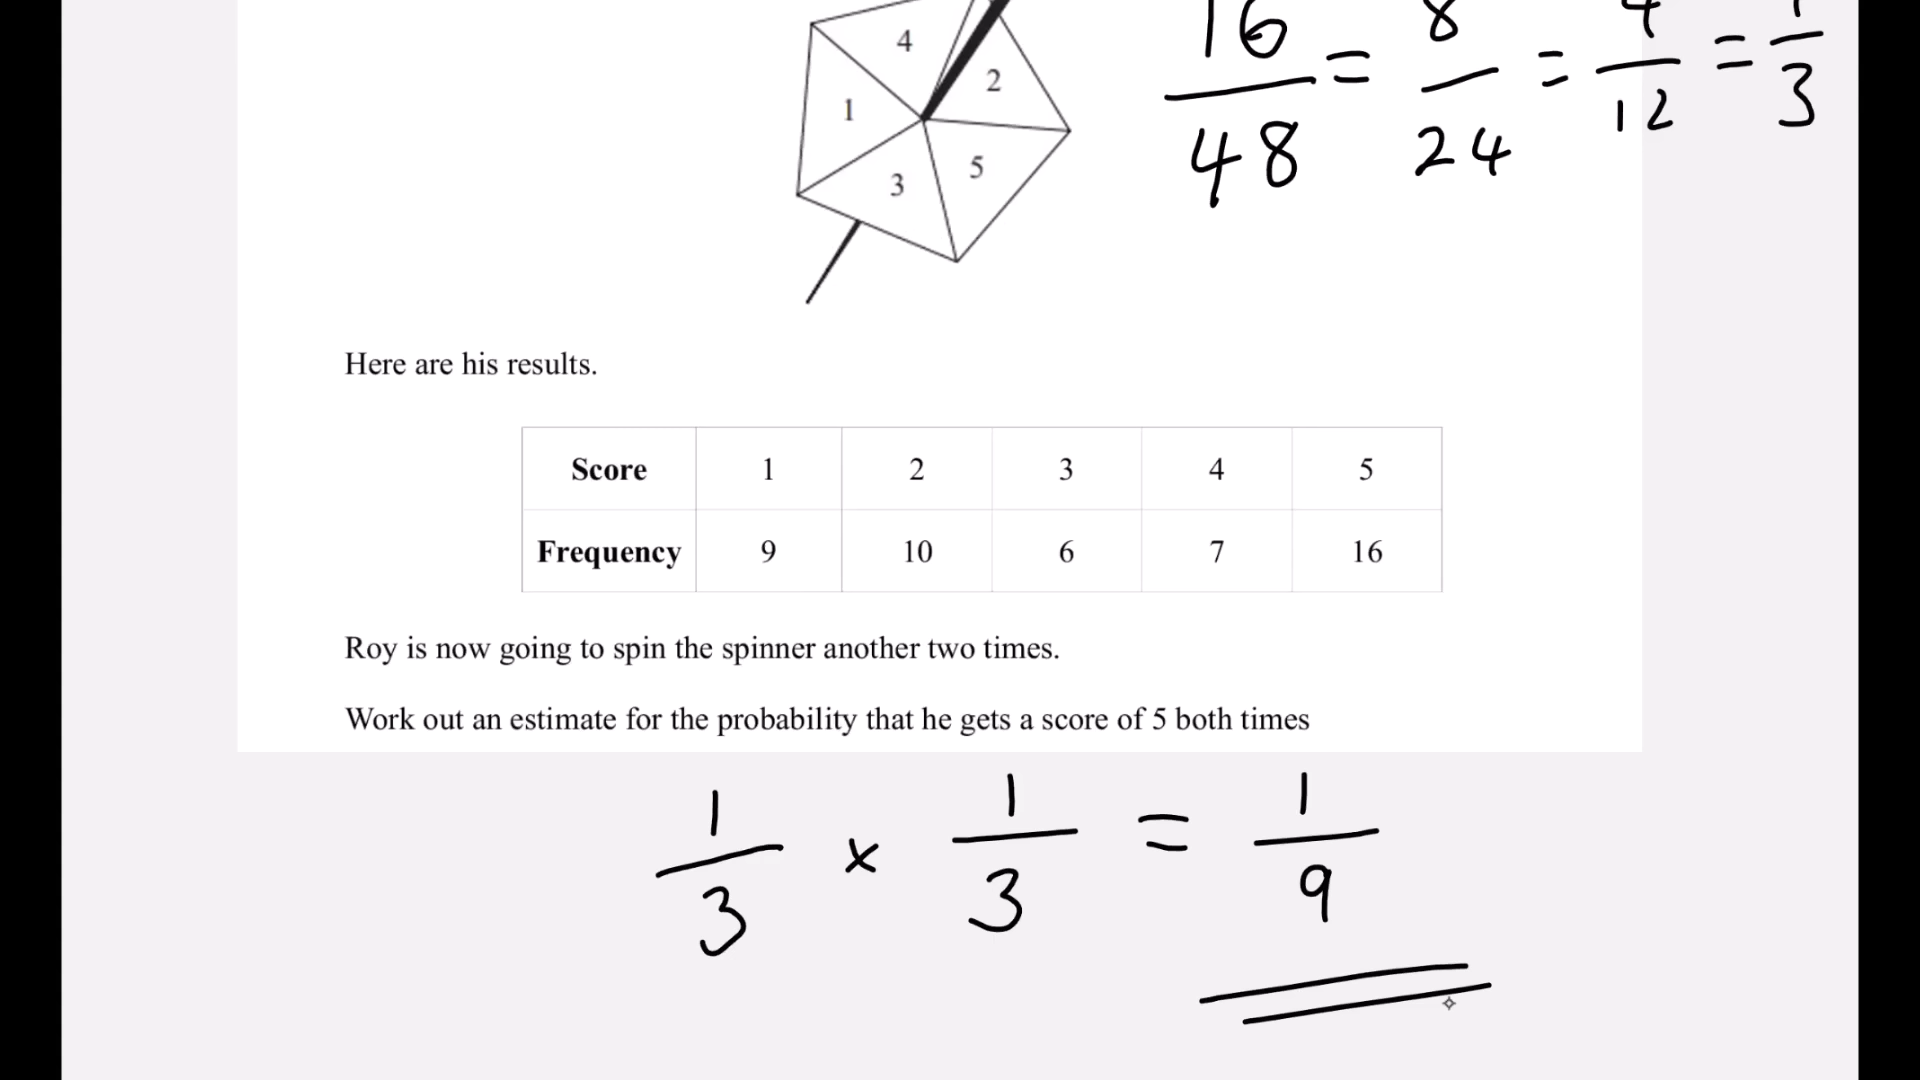 4
2
1
5
3
16/48 = 8/24 = 4/12 = 1/3
Here are his results.
Score 1 2 3 4 5
Frequency 9 10 6 7 16
Roy is now going to spin the spinner another two times.
Work out an estimate for the probability that he gets a score of 5 both times
1/3 × 1/3 = 1/9